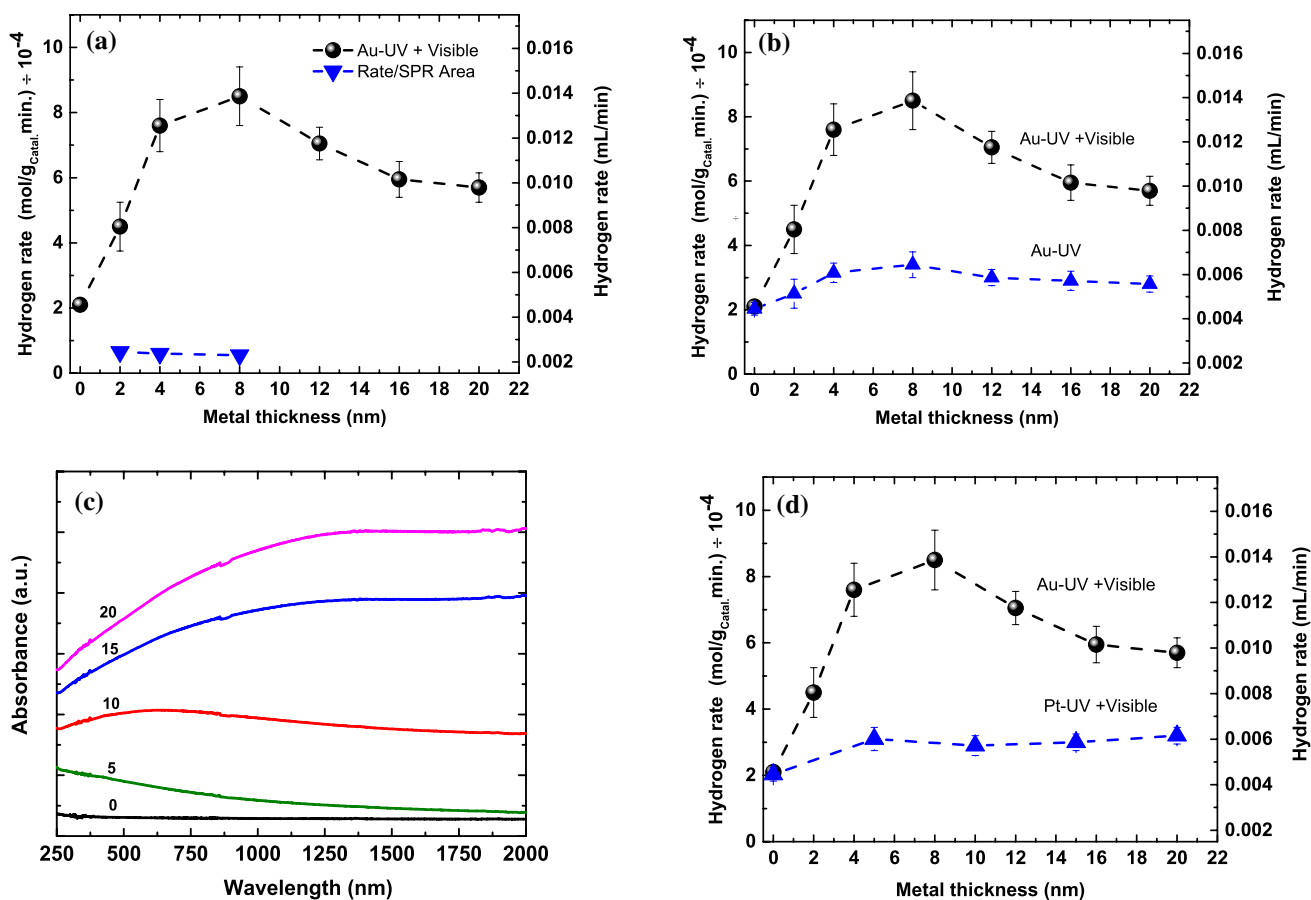 (a)
Au-UV + Visible
Rate/SPR Area
Hydrogen rate (mol/gCatal. min.) ÷ 10-4
10
8
6
4
2
0
0.016
0.014
0.012
0.010
0.008
0.006
0.004
0.002
Hydrogen rate (mL/min)
0 2 4 6 8 10 12 14 16 18 20 22
Metal thickness (nm)
(b)
Au-UV +Visible
Au-UV
Hydrogen rate (mol/gCatal. min.) ÷ 10-4
10
8
6
4
2
0
0.016
0.014
0.012
0.010
0.008
0.006
0.004
0.002
Hydrogen rate (mL/min)
0 2 4 6 8 10 12 14 16 18 20 22
Metal thickness (nm)
(c)
Absorbance (a.u.)
20
15
10
5
0
250 500 750 1000 1250 1500 1750 2000
Wavelength (nm)
(d)
Au-UV +Visible
Pt-UV +Visible
Hydrogen rate (mol/gCatal. min.) ÷ 10-4
10
8
6
4
2
0
0.016
0.014
0.012
0.010
0.008
0.006
0.004
0.002
Hydrogen rate (mL/min)
0 2 4 6 8 10 12 14 16 18 20 22
Metal thickness (nm)